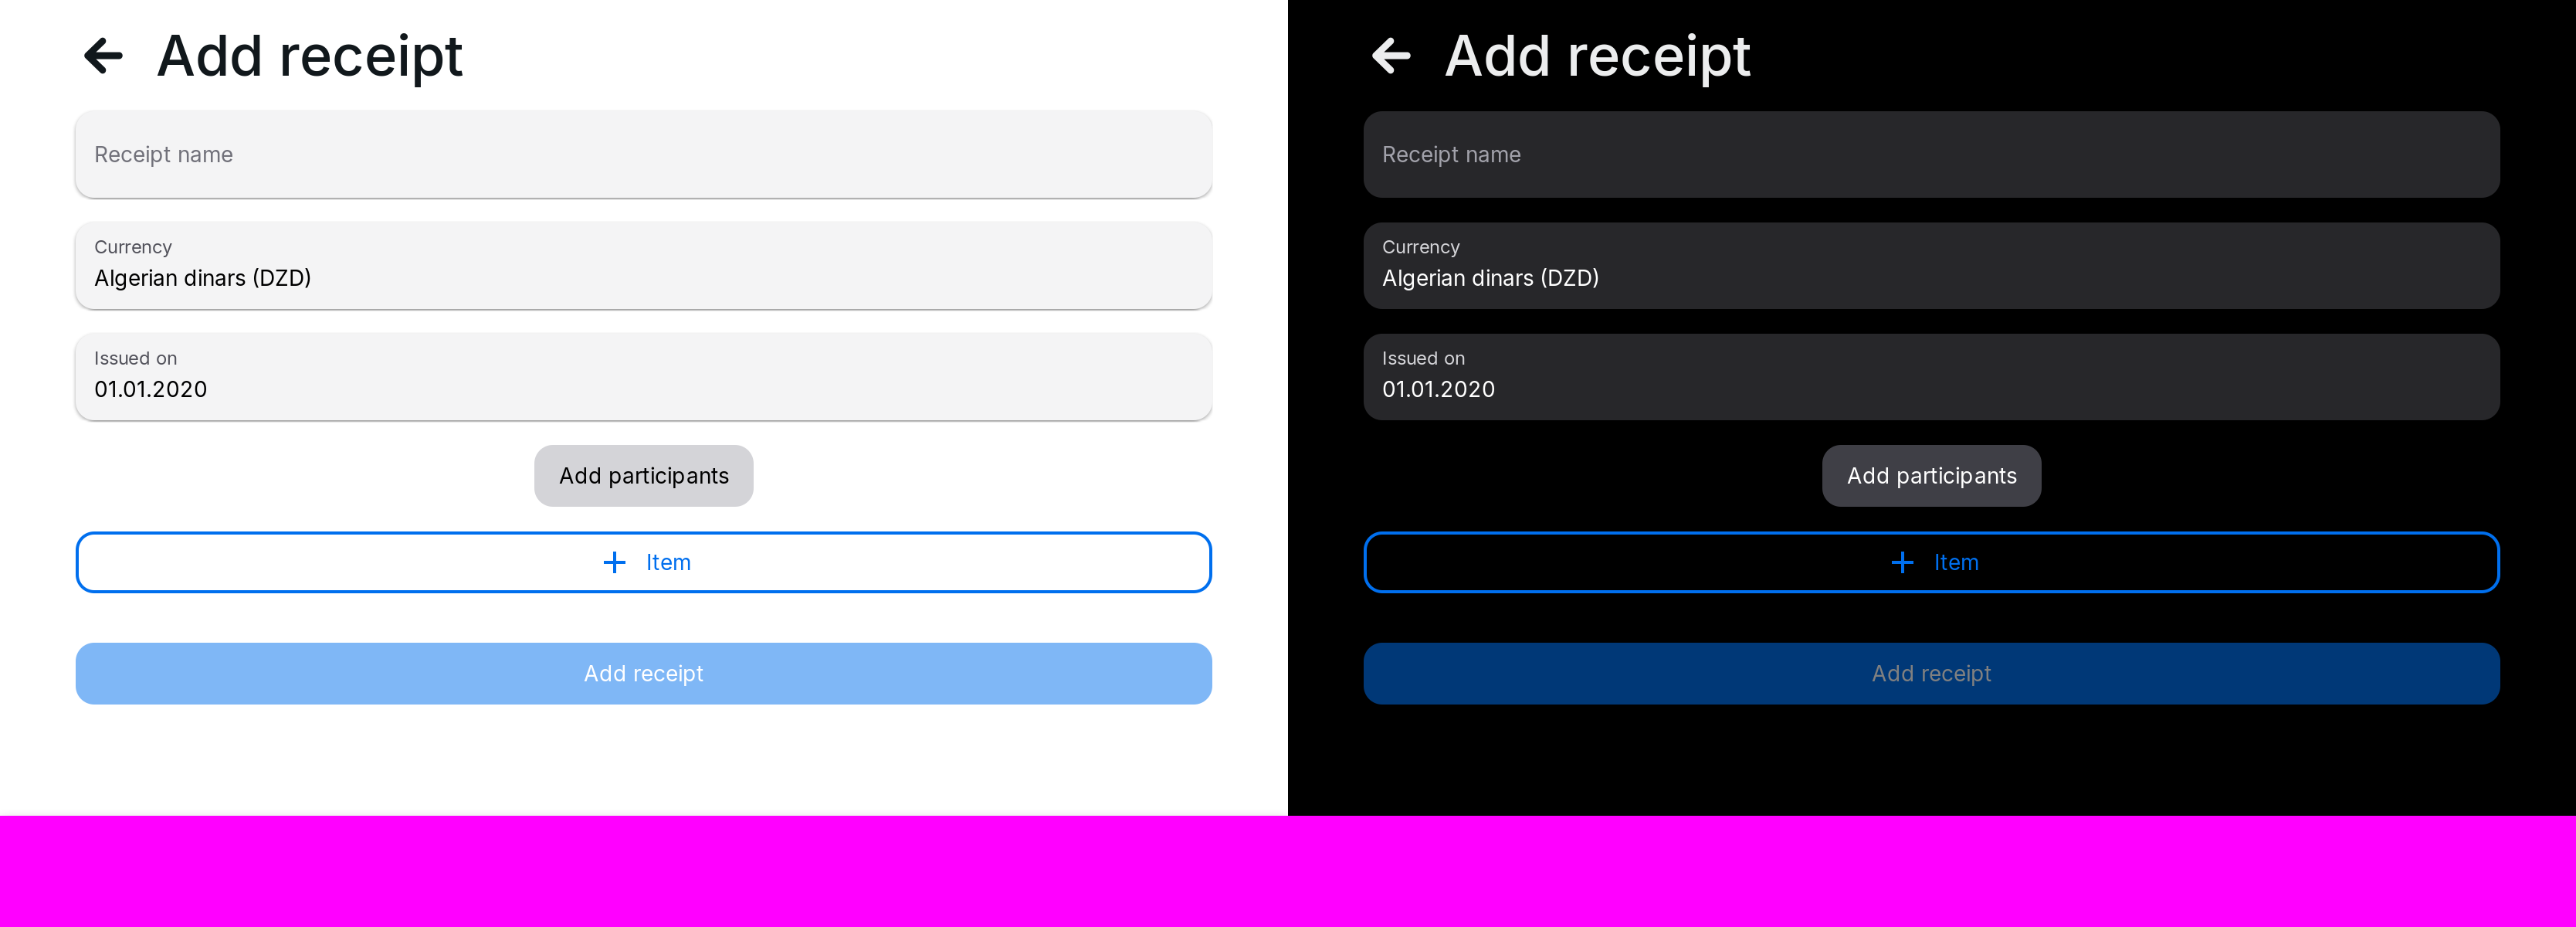 Add receipt
Receipt name
Currency
Algerian dinars (DZD)
Issued on
01.01.2020
Add participants
Item
Add receipt
Add receipt
Receipt name
Currency
Algerian dinars (DZD)
Issued on
01.01.2020
Add participants
Item
Add receipt